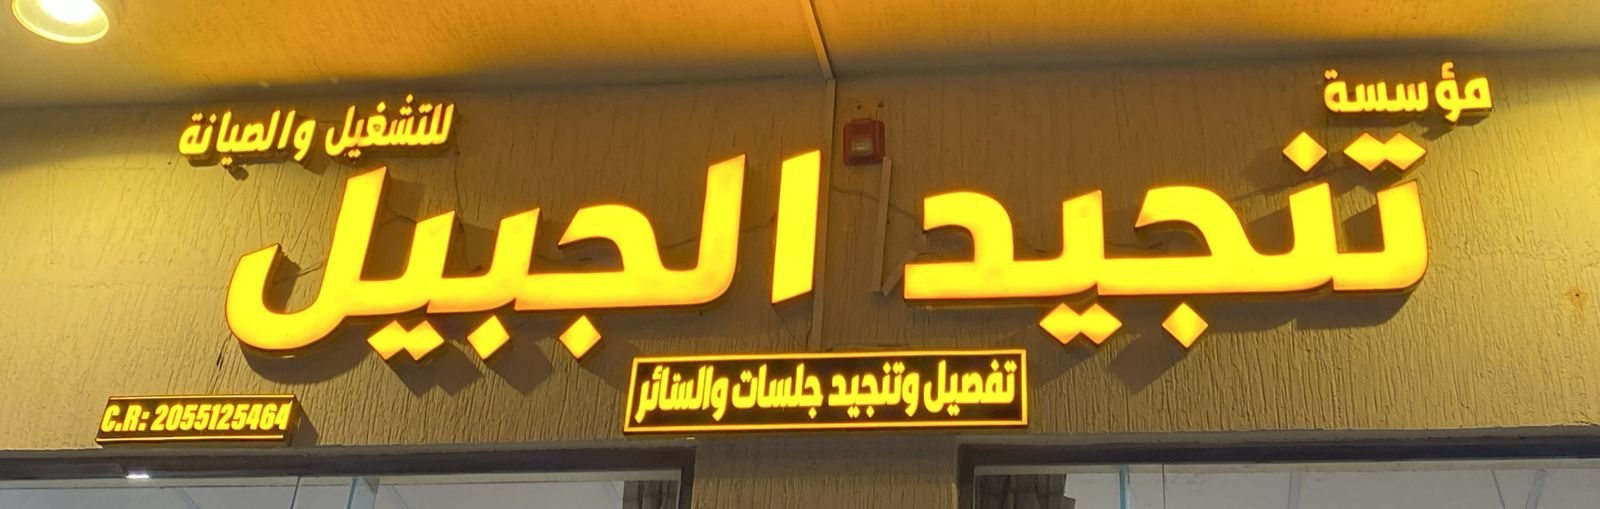 مؤسسة
تنجيد الجبيل
للتشغيل والصيانة
تفصيل وتنجيد جلسات والستائر
C.R: 2055125464